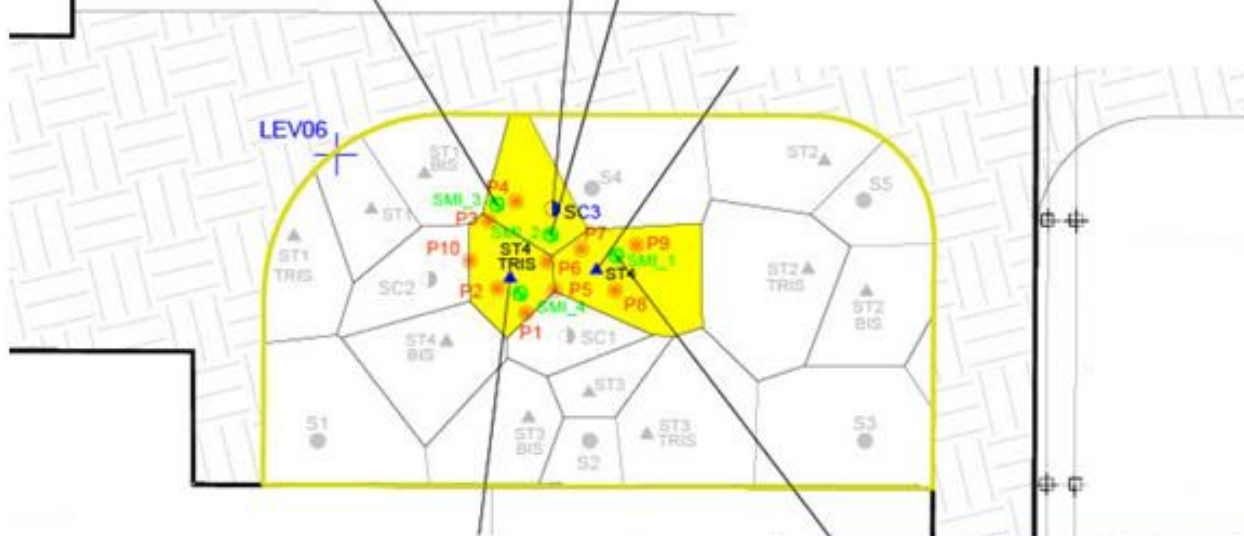 LEV06
ST1
BIS
ST2
P4
S4
S5
SMI_3
ST1
SC3
P3
SMI_2
P7
ST1
TRIS
P10
ST4
TRIS
P9
SMI_1
P6
ST4
ST2
TRIS
SC2
P2
P5
P8
ST2
BIS
SMI_4
P1
ST4
BIS
SC1
ST3
S1
ST3
BIS
S2
ST3
TRIS
S3